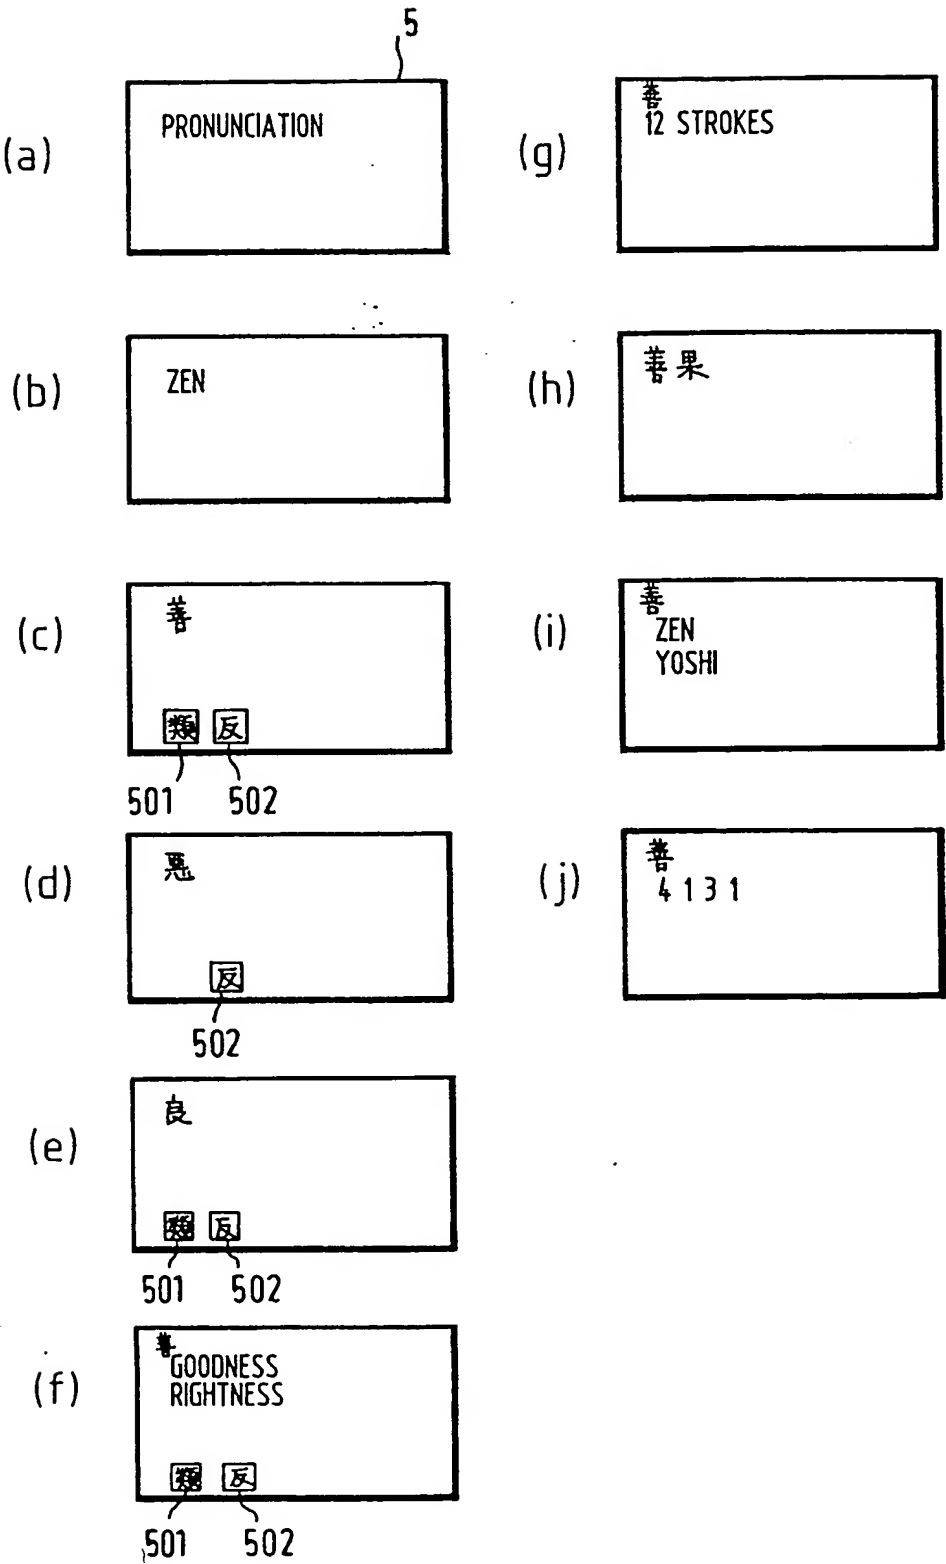 5
(a)
PRONUNCIATION
(b)
ZEN
(c)
善
類 反
501 502
(d)
悪
反
502
(e)
良
類 反
501 502
(f)
善
GOODNESS
RIGHTNESS
類 反
501 502
(g)
善
12 STROKES
(h)
善果
(i)
善
ZEN
YOSHI
(j)
善
4 1 3 1